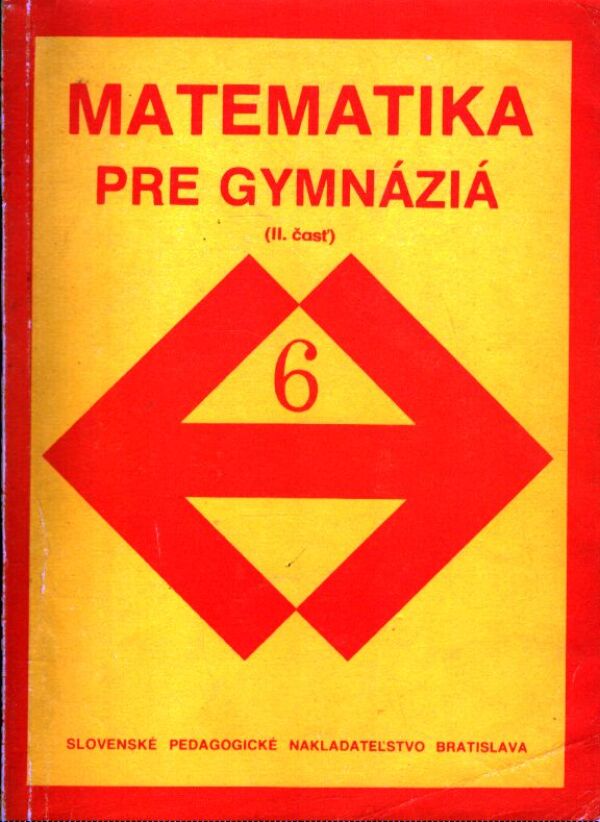 MATEMATIKA
PRE GYMNÁZIÁ
(II. časť)
6
SLOVENSKÉ PEDAGOGICKÉ NAKLADATEĽSTVO BRATISLAVA